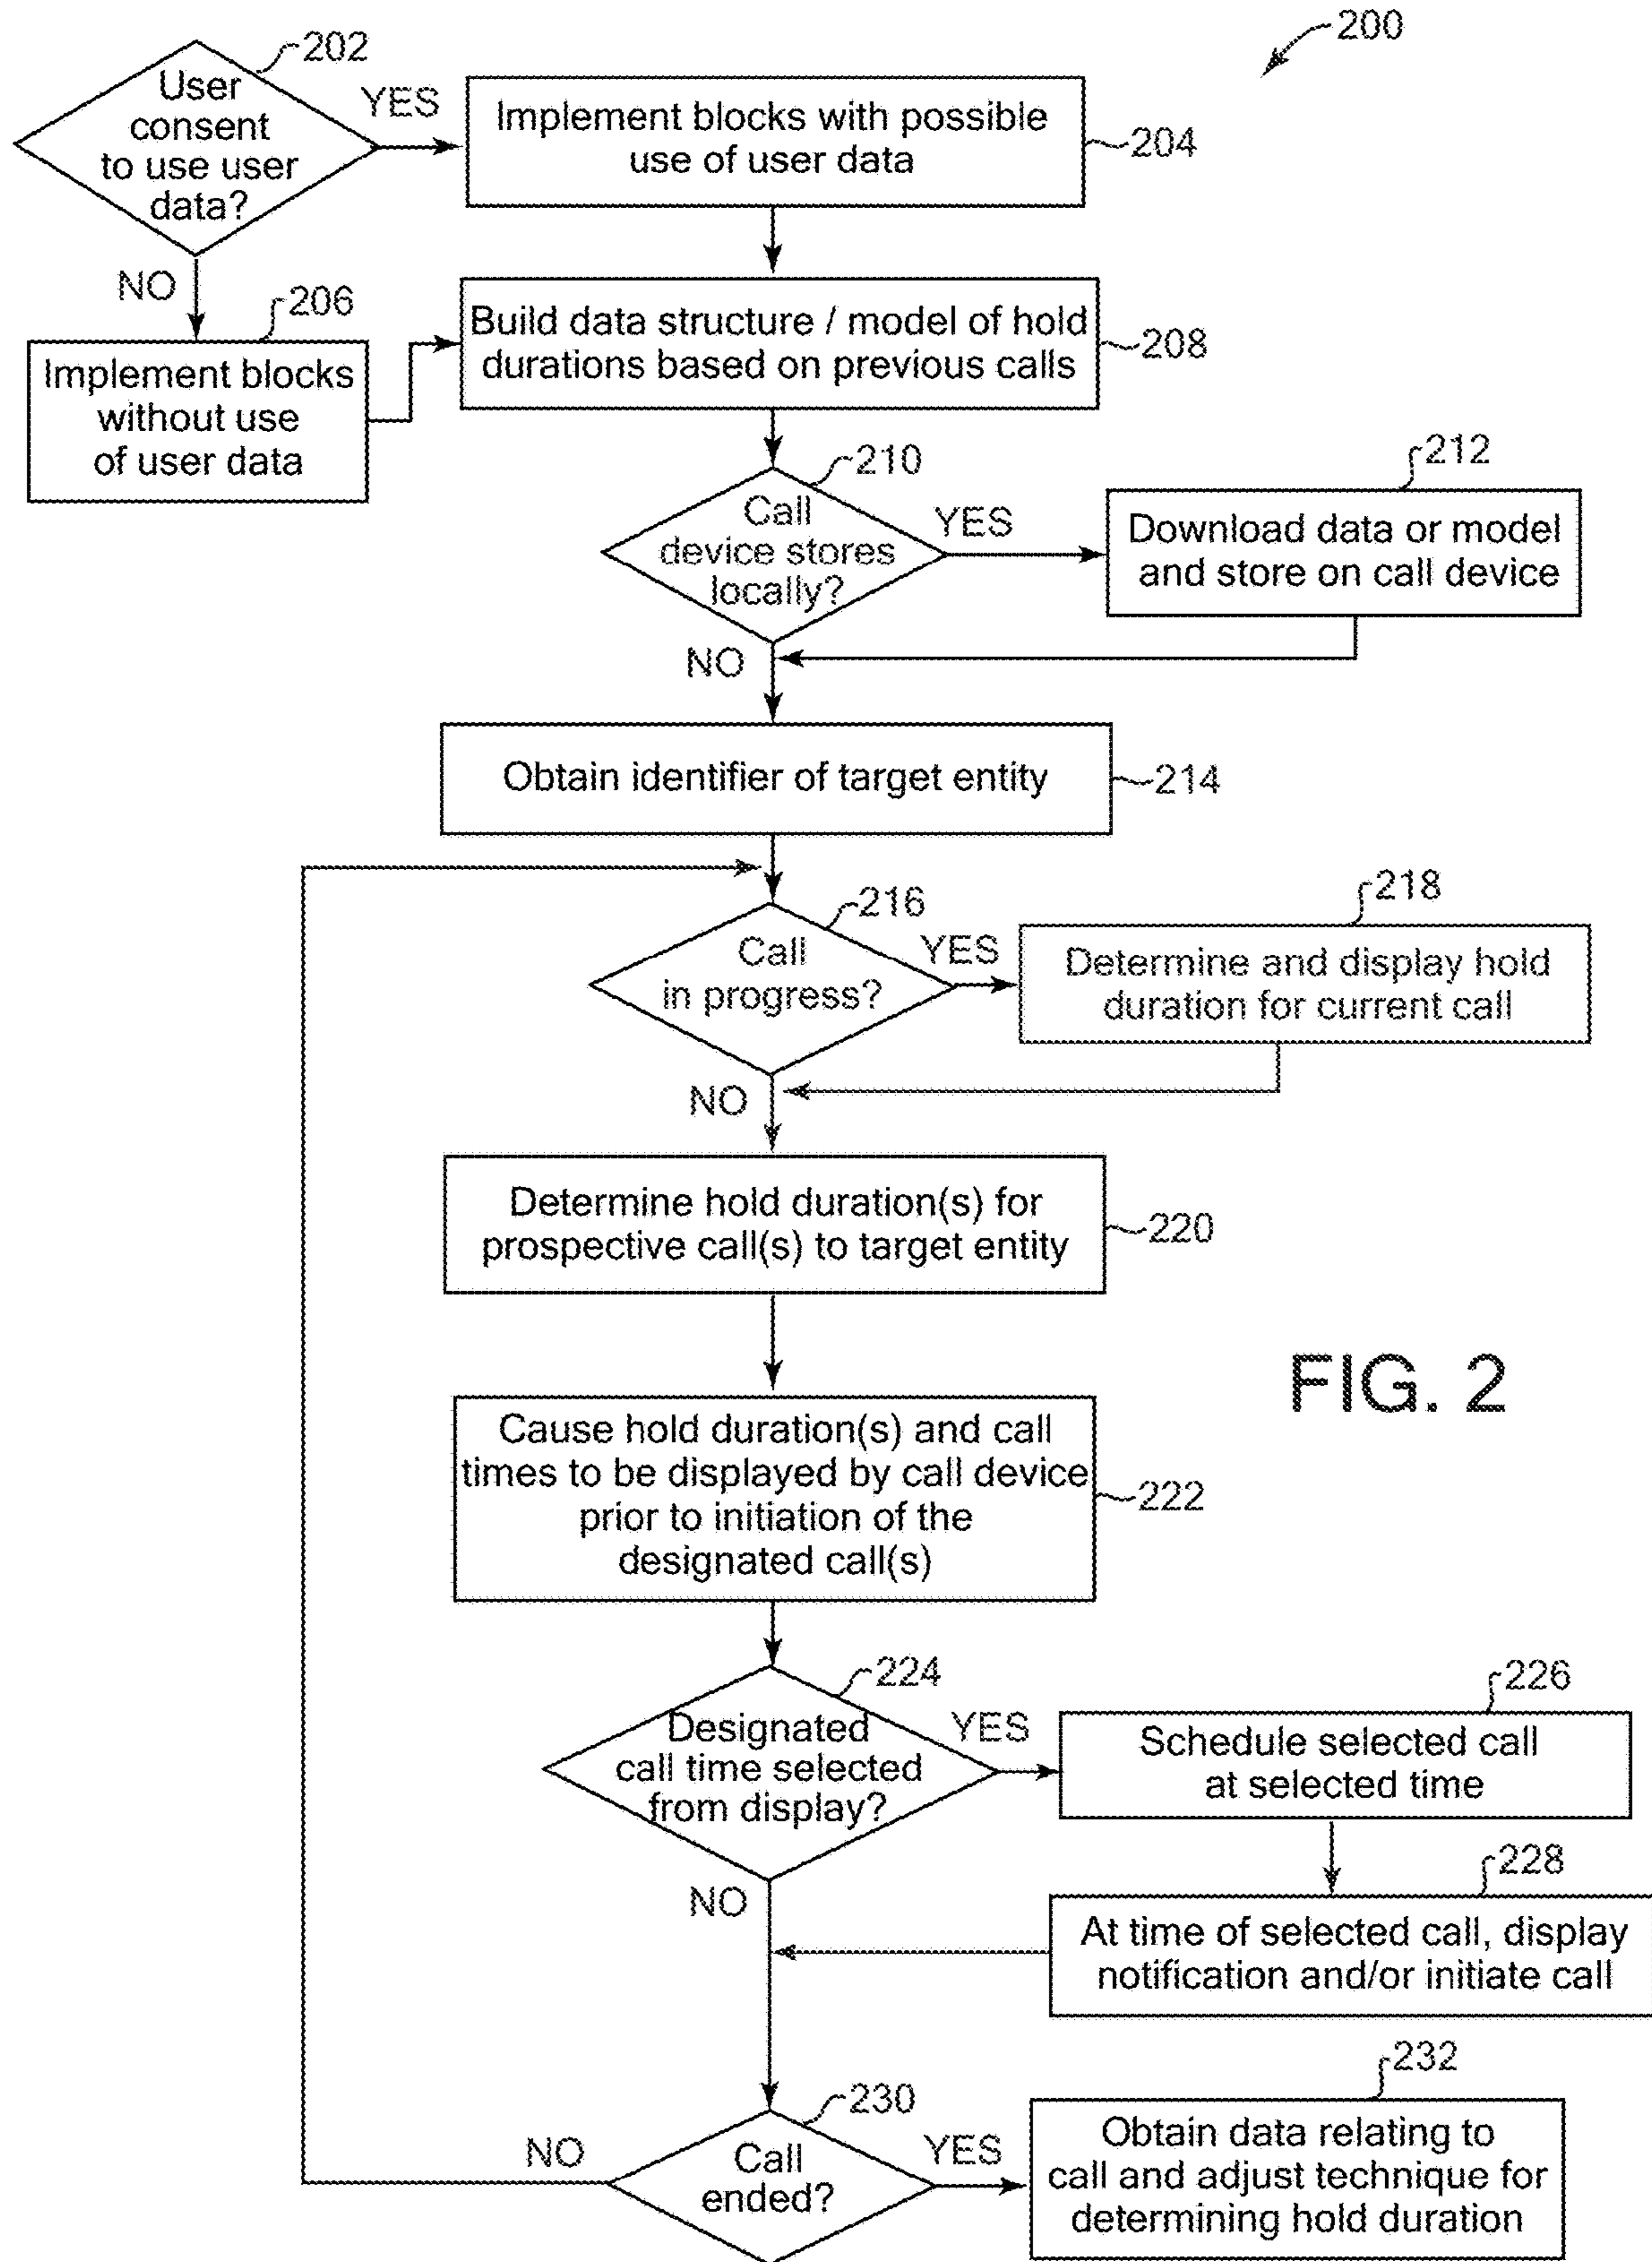 200
202
User
consent
to use user
data?
YES
NO
Implement blocks with possible
use of user data
204
206
Implement blocks
without use
of user data
Build data structure / model of hold
durations based on previous calls
208
210
Call
device stores
locally?
YES
NO
212
Download data or model
and store on call device
Obtain identifier of target entity
214
216
Call
in progress?
YES
NO
218
Determine and display hold
duration for current call
Determine hold duration(s) for
prospective call(s) to target entity
220
FIG. 2
Cause hold duration(s) and call
times to be displayed by call device
prior to initiation of the
designated call(s)
222
224
Designated
call time selected
from display?
YES
NO
226
Schedule selected call
at selected time
228
At time of selected call, display
notification and/or initiate call
230
Call
ended?
NO
YES
232
Obtain data relating to
call and adjust technique for
determining hold duration